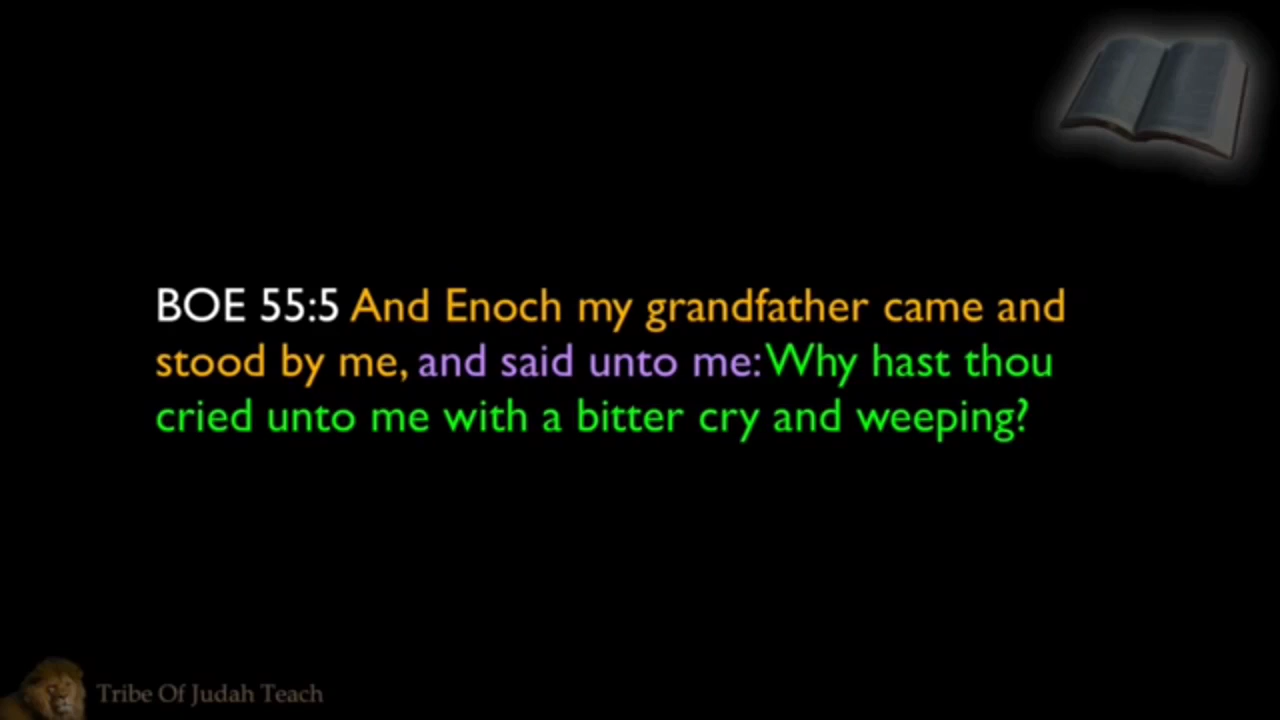 BOE 55:5 And Enoch my grandfather came and
stood by me, and said unto me: Why hast thou
cried unto me with a bitter cry and weeping?
Tribe Of Judah Teach